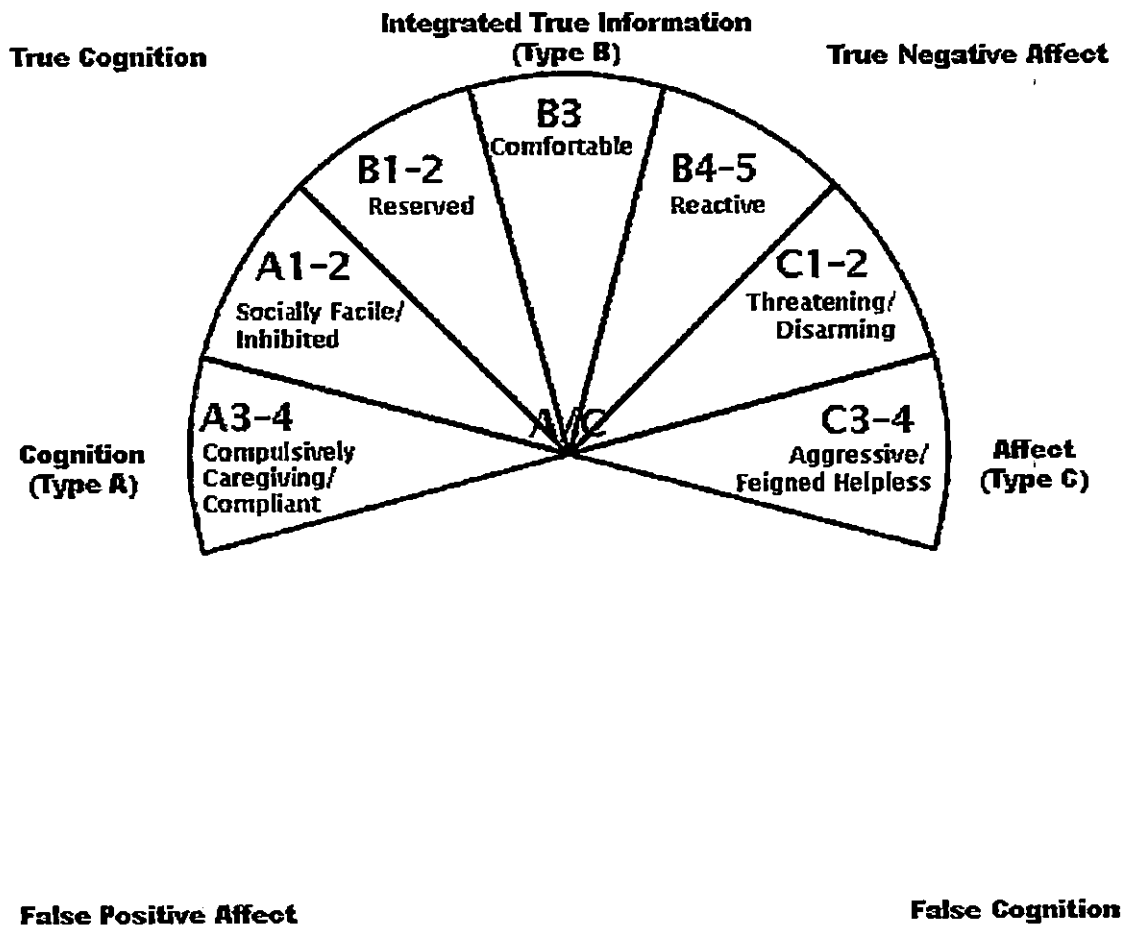 Integrated True Information
(Type B)
True Cognition
True Negative Affect
B3
Comfortable
B1-2
Reserved
B4-5
Reactive
A1-2
Socially Facile/
Inhibited
C1-2
Threatening/
Disarming
A3-4
Compulsively
Caregiving/
Compliant
A/C
C3-4
Aggressive/
Feigned Helpless
Cognition
(Type A)
Affect
(Type C)
False Positive Affect
False Cognition